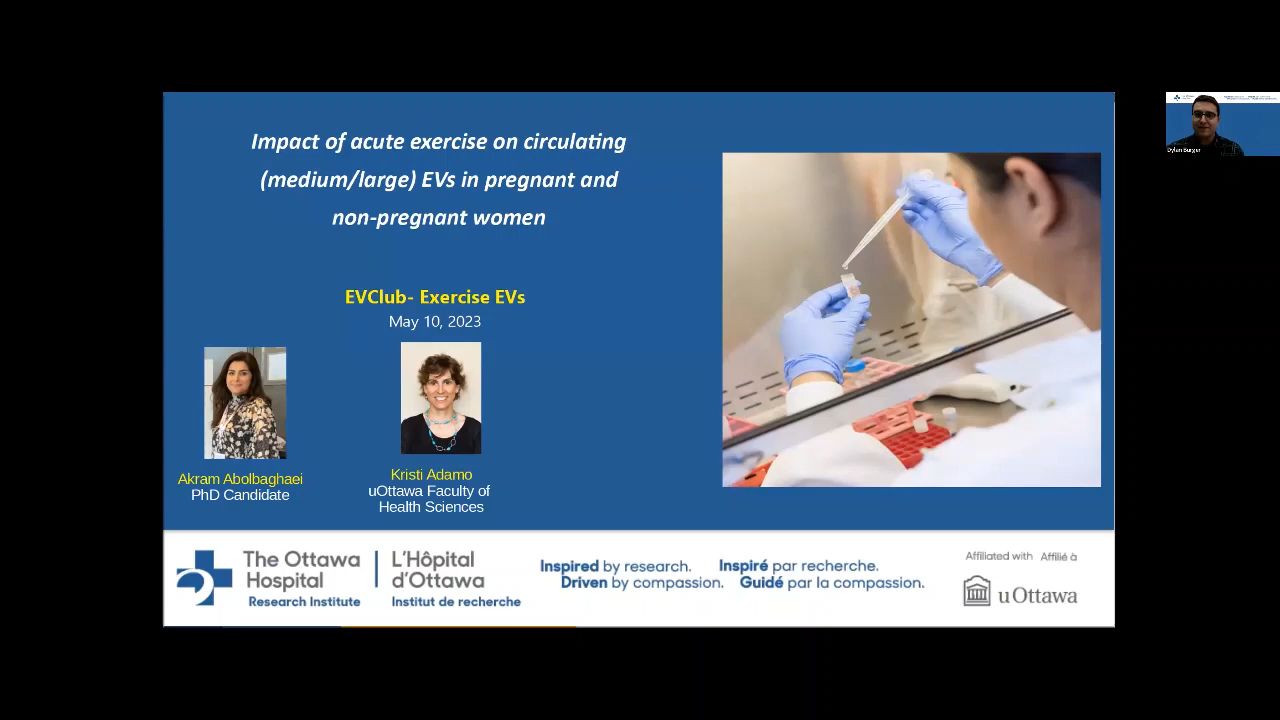 Impact of acute exercise on circulating
(medium/large) EVs in pregnant and
non-pregnant women
EVClub- Exercise EVs
May 10, 2023
Akram Abolbaghaei
PhD Candidate
Kristi Adamo
uOttawa Faculty of
Health Sciences
The Ottawa
Hospital
Research Institute
L'Hôpital
d'Ottawa
Institut de recherche
Inspired by research.
Driven by compassion.
Inspiré par recherche.
Guidé par la compassion.
Affiliated with Affilié à
uOttawa
Dylan Burger